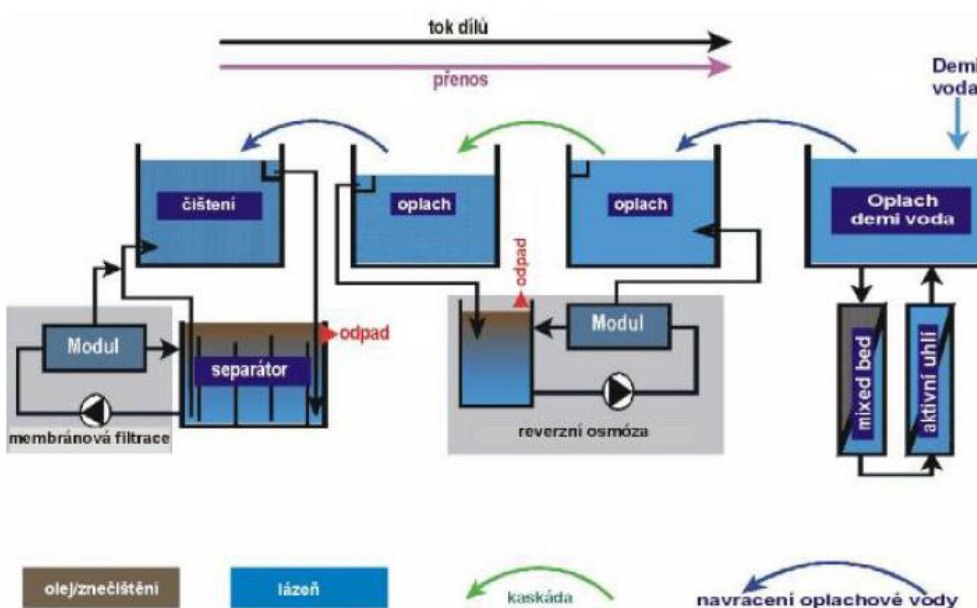 tok dílů
přenos
Demi
voda
čištení
oplach
oplach
Oplach
demi voda
odpad
odpad
Modul
separátor
membránová filtrace
Modul
reverzní osmóza
mixed bed
aktivní uhlí
olej/znečištění
lázeň
kaskáda
navracení oplachové vody